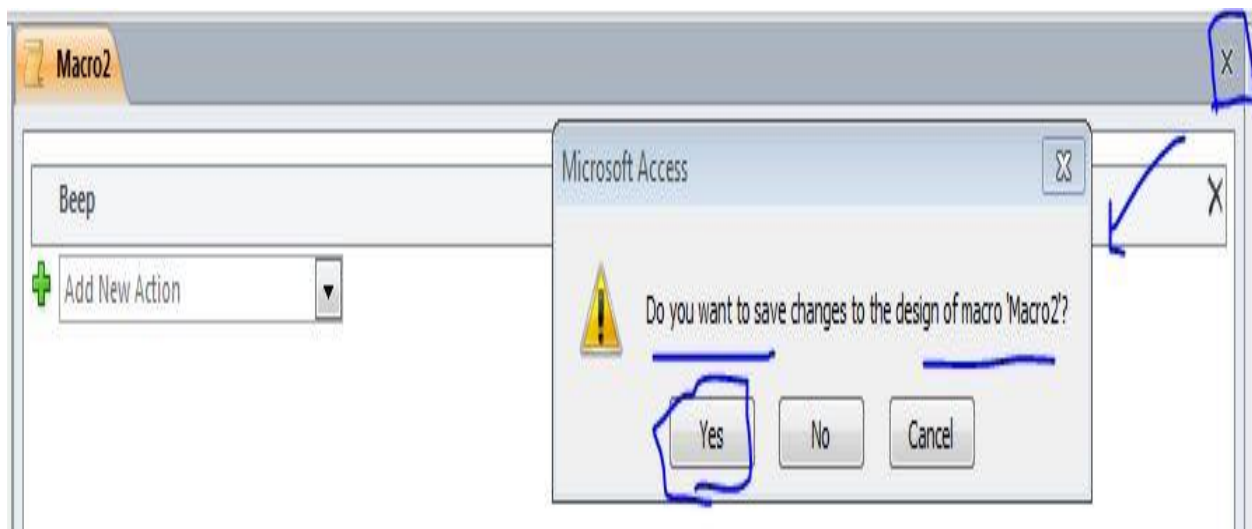 Macro2
Microsoft Access
Beep
Add New Action
Do you want to save changes to the design of macro 'Macro2'?
Yes No Cancel